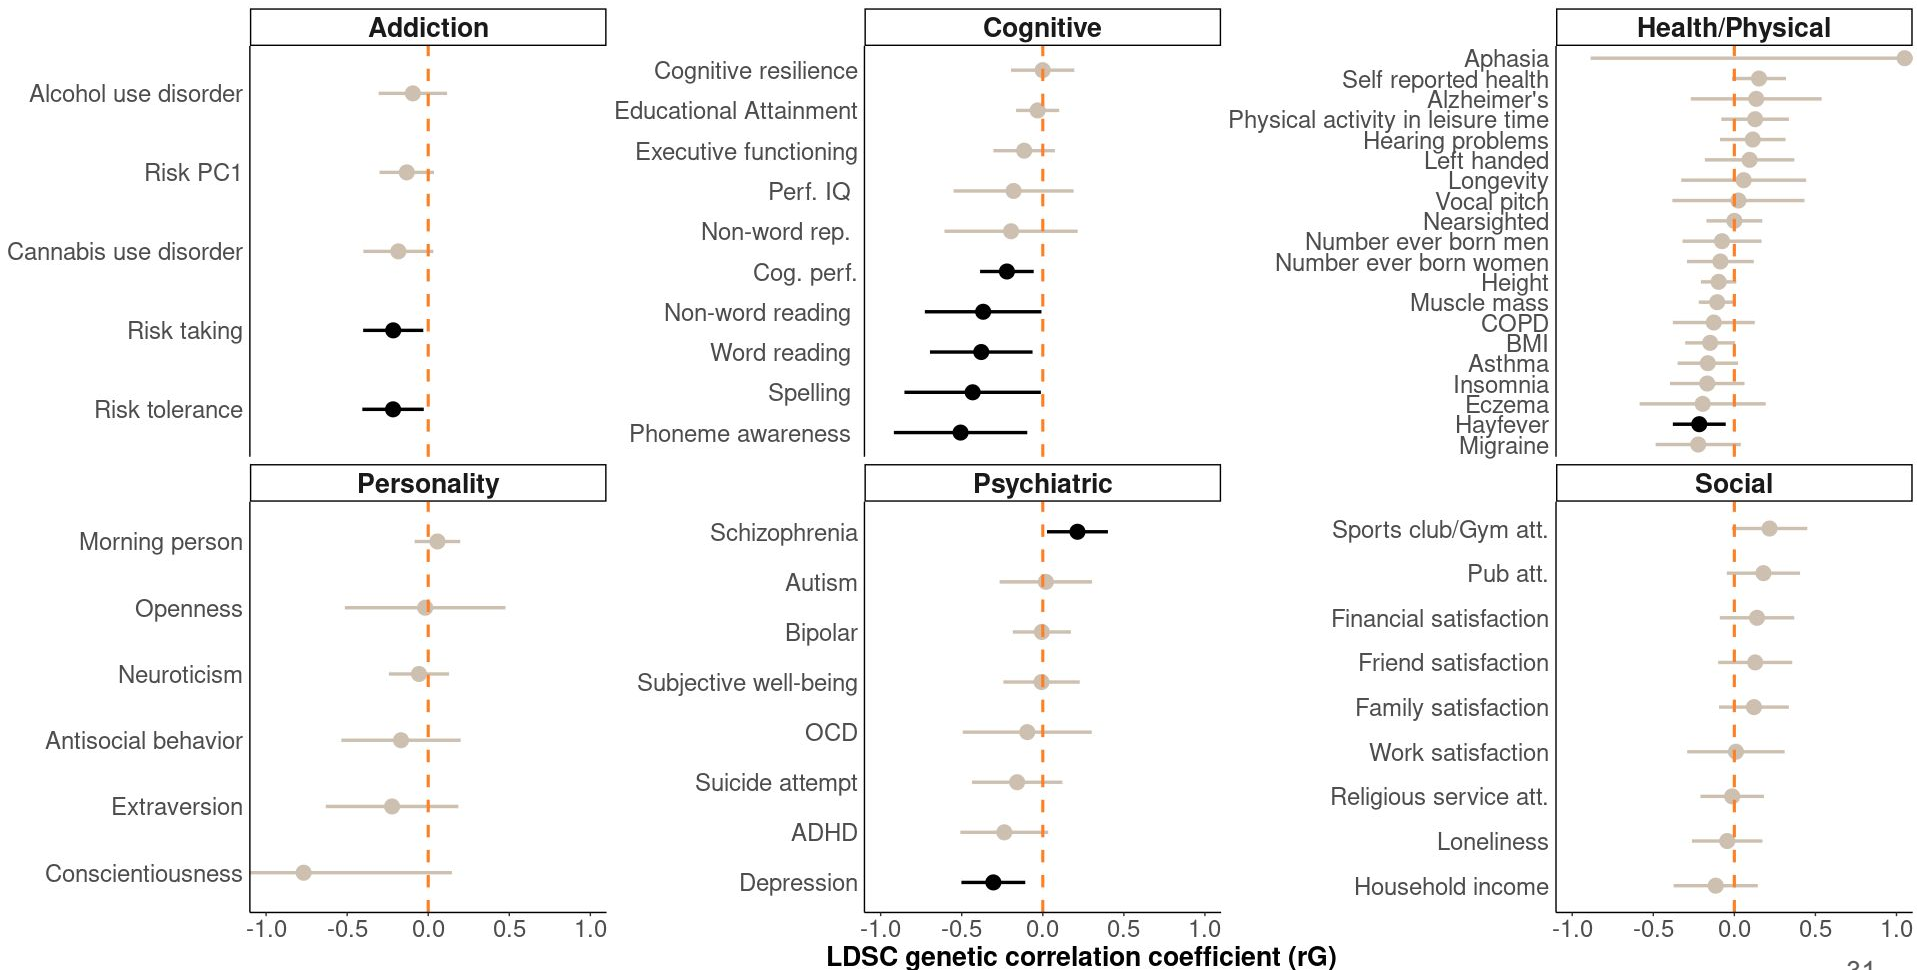 Addiction
Alcohol use disorder
Risk PC1
Cannabis use disorder
Risk taking
Risk tolerance
Cognitive
Cognitive resilience
Educational Attainment
Executive functioning
Perf. IQ
Non-word rep.
Cog. perf.
Non-word reading
Word reading
Spelling
Phoneme awareness
Health/Physical
Aphasia
Self reported health
Alzheimer's
Physical activity in leisure time
Hearing problems
Left handed
Longevity
Vocal pitch
Nearsighted
Number ever born men
Number ever born women
Height
Muscle mass
COPD
BMI
Asthma
Insomnia
Eczema
Hayfever
Migraine
Personality
Morning person
Openness
Neuroticism
Antisocial behavior
Extraversion
Conscientiousness
-1.0 -0.5 0.0 0.5 1.0
Psychiatric
Schizophrenia
Autism
Bipolar
Subjective well-being
OCD
Suicide attempt
ADHD
Depression
-1.0 -0.5 0.0 0.5 1.0
Social
Sports club/Gym att.
Pub att.
Financial satisfaction
Friend satisfaction
Family satisfaction
Work satisfaction
Religious service att.
Loneliness
Household income
-1.0 -0.5 0.0 0.5 1.0
LDSC genetic correlation coefficient (rG)